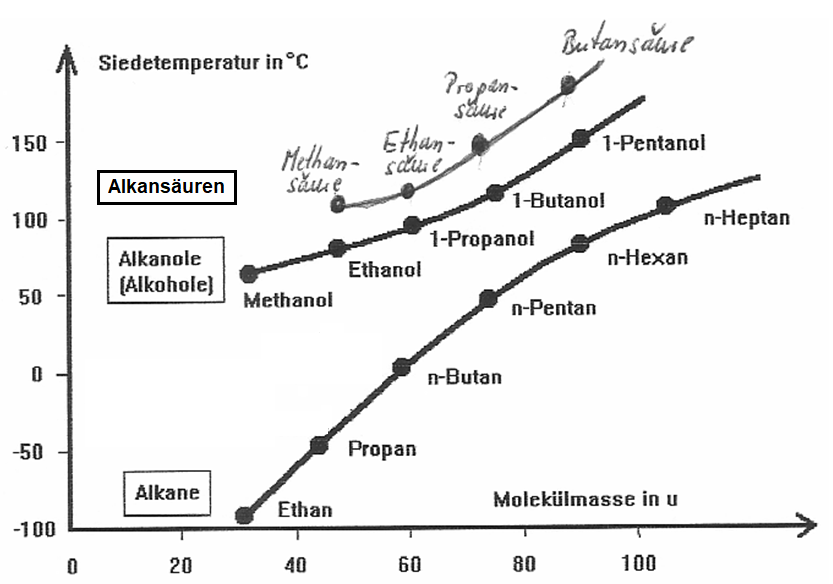 Siedetemperatur in °C
Butansäure
Propan-
säure
Ethan-
säure
Methan-
säure
150
1-Pentanol
Alkansäuren
1-Butanol
100
n-Heptan
1-Propanol
Alkanole
(Alkohole)
Ethanol
n-Hexan
Methanol
50
n-Pentan
0
n-Butan
Propan
-50
Alkane
Ethan
Molekülmasse in u
-100
0
20
40
60
80
100